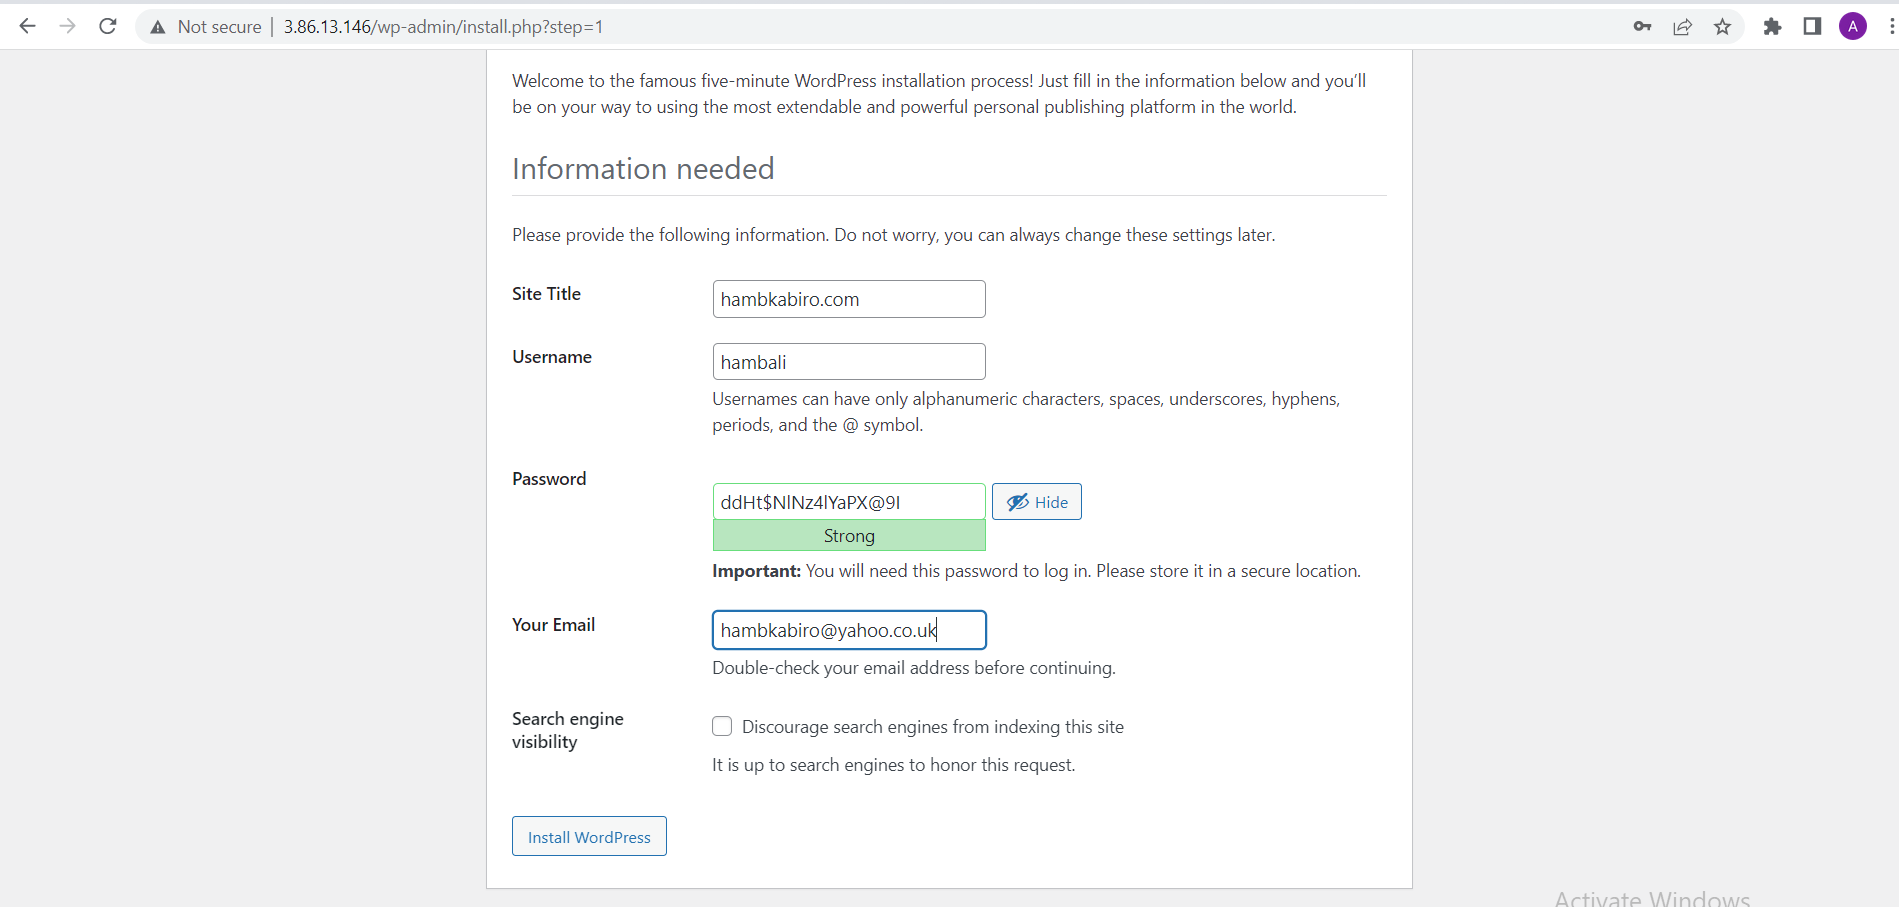 Not secure | 3.86.13.146/wp-admin/install.php?step=1
A
Welcome to the famous five-minute WordPress installation process! Just fill in the information below and you’ll
be on your way to using the most extendable and powerful personal publishing platform in the world.
Information needed
Please provide the following information. Do not worry, you can always change these settings later.
Site Title
hambkabiro.com
Username
hambali
Usernames can have only alphanumeric characters, spaces, underscores, hyphens,
periods, and the @ symbol.
Password
ddHt$NlNz4lYaPX@9I
Hide
Strong
Important: You will need this password to log in. Please store it in a secure location.
Your Email
hambkabiro@yahoo.co.uk
Double-check your email address before continuing.
Search engine
visibility
Discourage search engines from indexing this site
It is up to search engines to honor this request.
Install WordPress
Activate Windows